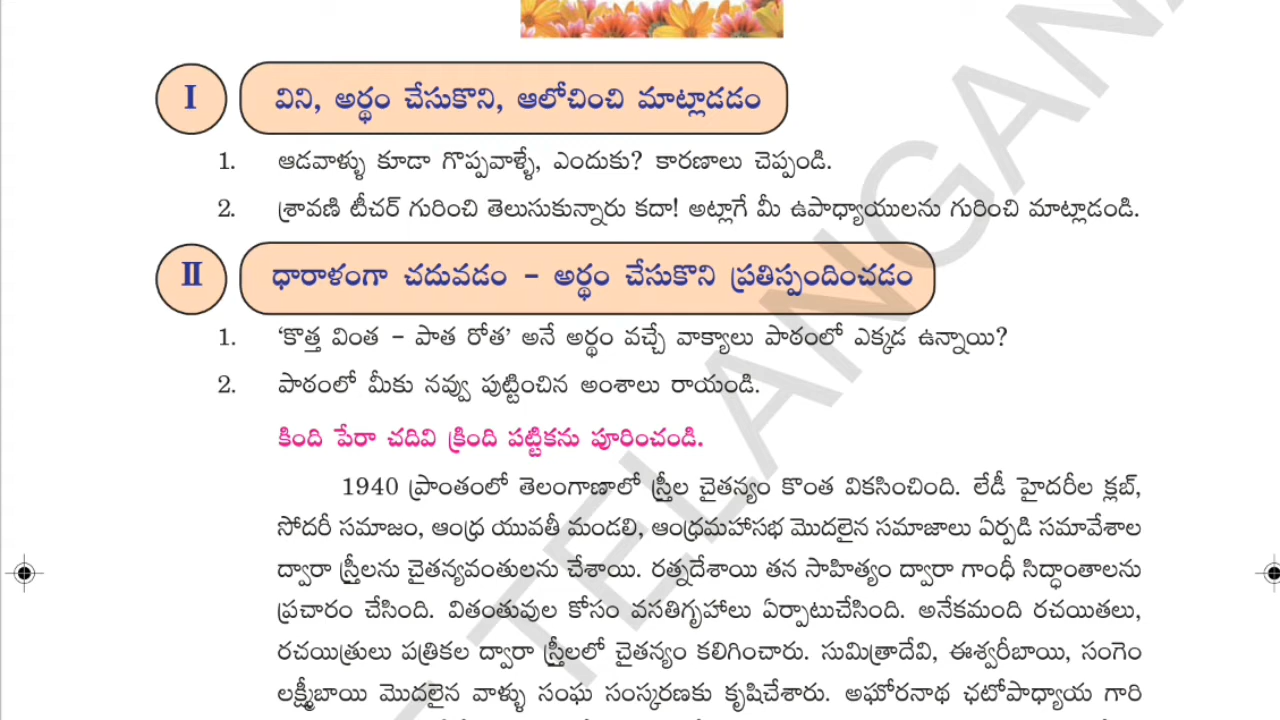 I విని, అర్థం చేసుకొని, ఆలోచించి మాట్లాడడం
1. ఆడవాళ్ళు కూడా గొప్పవాళ్ళే, ఎందుకు? కారణాలు చెప్పండి.
2. శ్రావణి టీచర్ గురించి తెలుసుకున్నారు కదా! అట్లాగే మీ ఉపాధ్యాయులను గురించి మాట్లాడండి.
II ధారాళంగా చదువడం – అర్థం చేసుకొని ప్రతిస్పందించడం
1. ‘కొత్త వింత – పాత రోత’ అనే అర్థం వచ్చే వాక్యాలు పాఠంలో ఎక్కడ ఉన్నాయి?
2. పాఠంలో మీకు నవ్వు పుట్టించిన అంశాలు రాయండి.
కింది పేరా చదివి క్రింది పట్టికను పూరించండి.
1940 ప్రాంతంలో తెలంగాణాలో స్త్రీల చైతన్యం కొంత వికసించింది. లేడీ హైదరీల క్లబ్,
సోదరీ సమాజం, ఆంధ్ర యువతీ మండలి, ఆంధ్రమహాసభ మొదలైన సమాజాలు ఏర్పడి సమావేశాల
ద్వారా స్త్రీలను చైతన్యవంతులను చేశాయి. రత్నదేశాయి తన సాహిత్యం ద్వారా గాంధీ సిద్ధాంతాలను
ప్రచారం చేసింది. వితంతువుల కోసం వసతిగృహాలు ఏర్పాటుచేసింది. అనేకమంది రచయితలు,
రచయిత్రులు పత్రికల ద్వారా స్త్రీలలో చైతన్యం కలిగించారు. సుమిత్రాదేవి, ఈశ్వరీబాయి, సంగెం
లక్ష్మీబాయి మొదలైన వాళ్ళు సంఘ సంస్కరణకు కృషిచేశారు. అఘోరనాథ ఛటోపాధ్యాయ గారి
TELANGANA